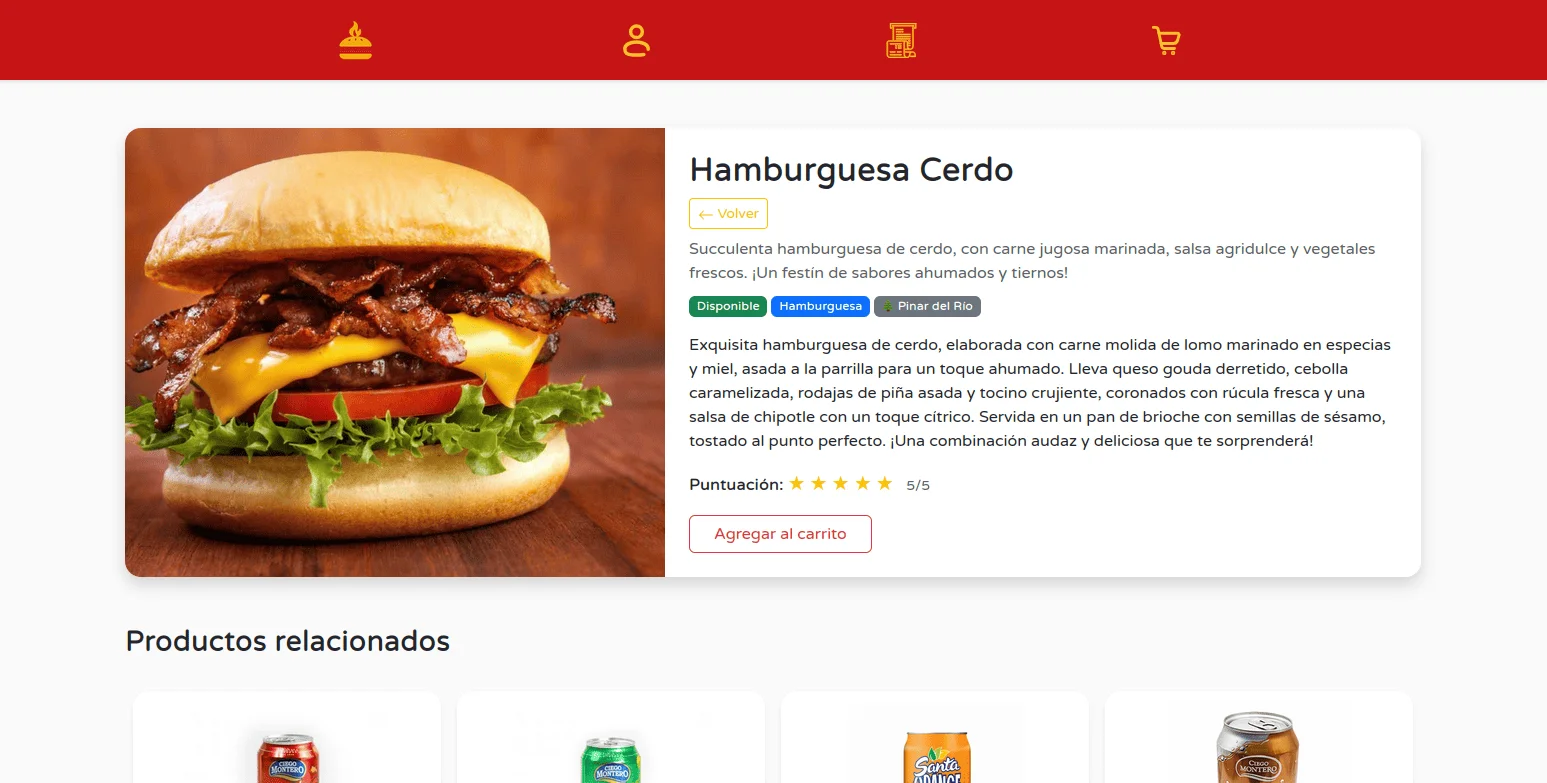 Hamburguesa Cerdo
← Volver
Succulenta hamburguesa de cerdo, con carne jugosa marinada, salsa agridulce y vegetales
frescos. ¡Un festín de sabores ahumados y tiernos!
Disponible Hamburguesa Pinar del Río
Exquisita hamburguesa de cerdo, elaborada con carne molida de lomo marinado en especias
y miel, asada a la parrilla para un toque ahumado. Lleva queso gouda derretido, cebolla
caramelizada, rodajas de piña asada y tocino crujiente, coronados con rúcula fresca y una
salsa de chipotle con un toque cítrico. Servida en un pan de brioche con semillas de sésamo,
tostado al punto perfecto. ¡Una combinación audaz y deliciosa que te sorprenderá!
Puntuación: ★ ★ ★ ★ ★ 5/5
Agregar al carrito
Productos relacionados
CIEGO MONTERO
CIEGO MONTERO
Santa
ORANGE
CIEGO MONTERO